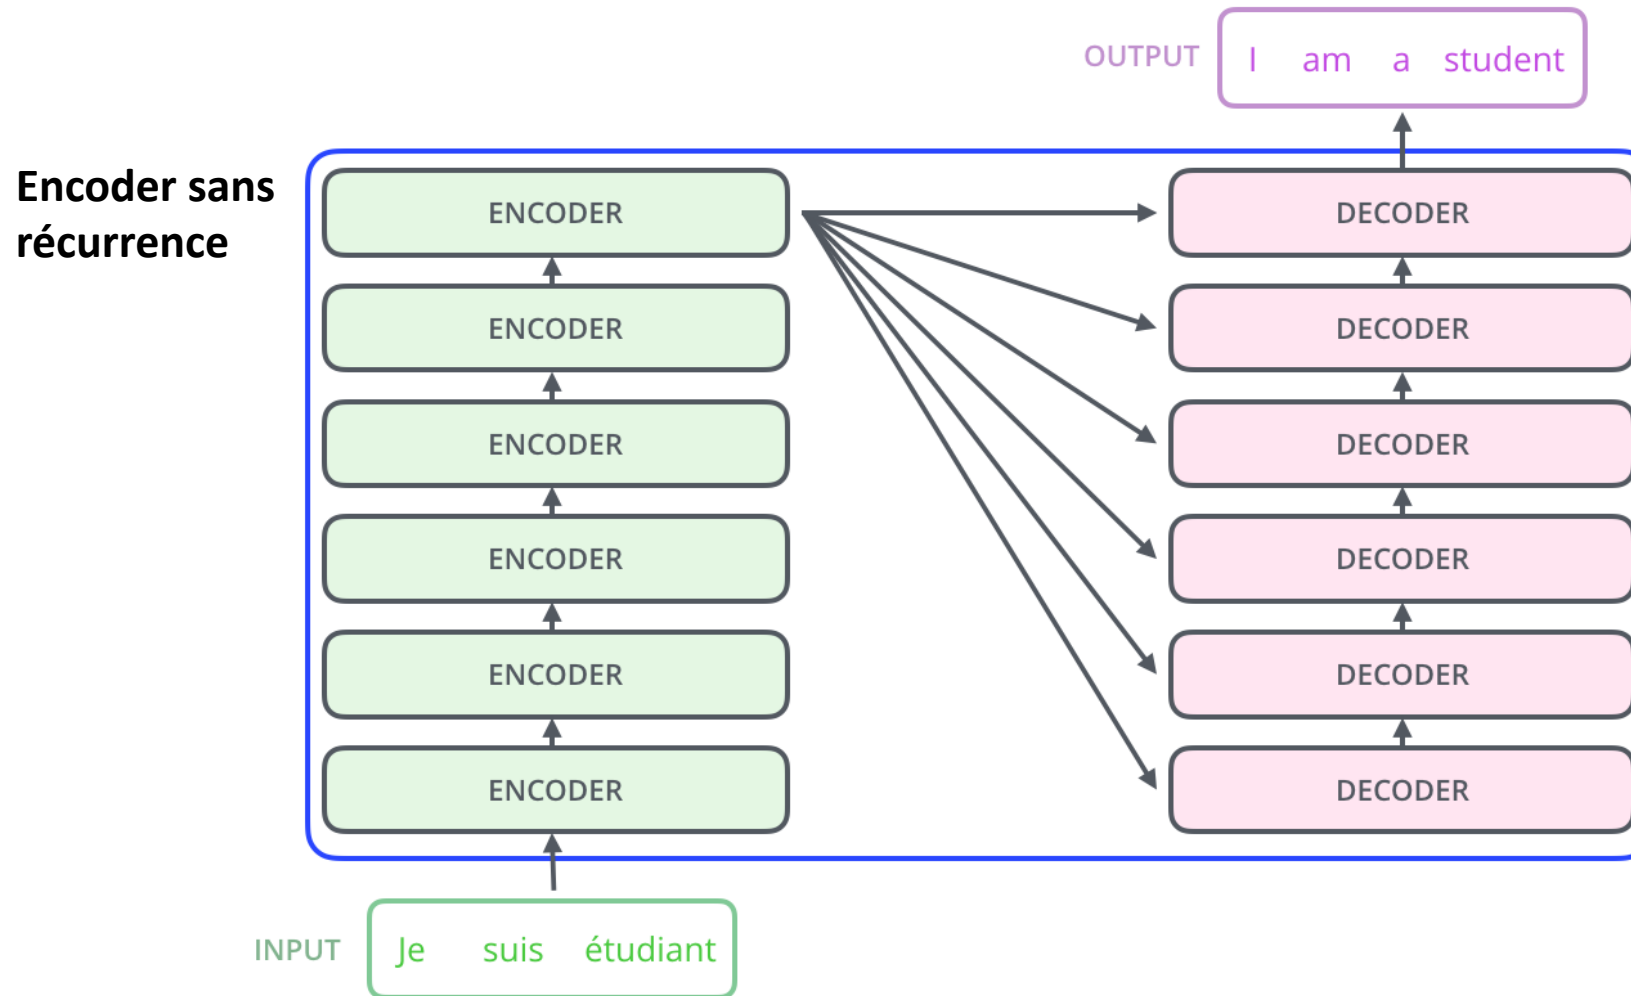 OUTPUT I am a student
Encoder sans
récurrence
ENCODER DECODER
ENCODER DECODER
ENCODER DECODER
ENCODER DECODER
ENCODER DECODER
ENCODER DECODER
INPUT Je suis étudiant